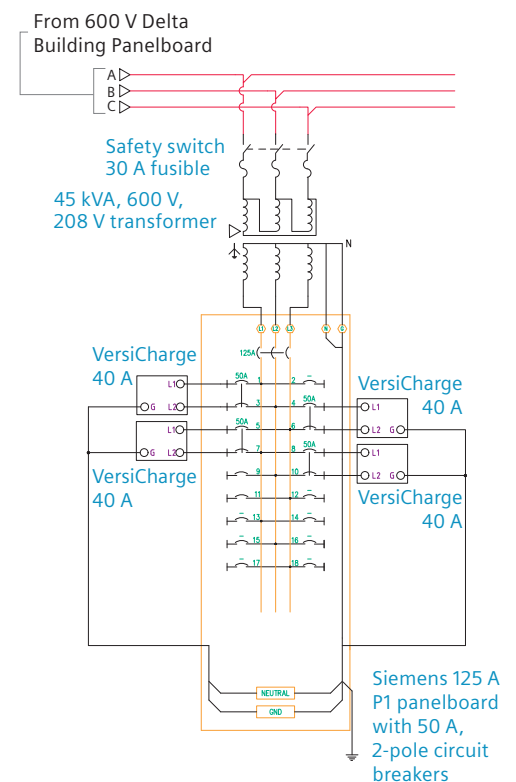 From 600 V Delta
Building Panelboard
A
B
C
Safety switch
30 A fusible
45 kVA, 600 V,
208 V transformer
N
L1 L2 L3 N G
125A
VersiCharge
40 A
VersiCharge
40 A
50A
1 2
L1
3 4
50A
G L2
L1
50A
5 6
L1
L2 G
7 8
50A
G L2
L1
9 10
L2 G
VersiCharge
40 A
VersiCharge
40 A
11 12
13 14
15 16
17 18
NEUTRAL
GND
Siemens 125 A
P1 panelboard
with 50 A,
2-pole circuit
breakers